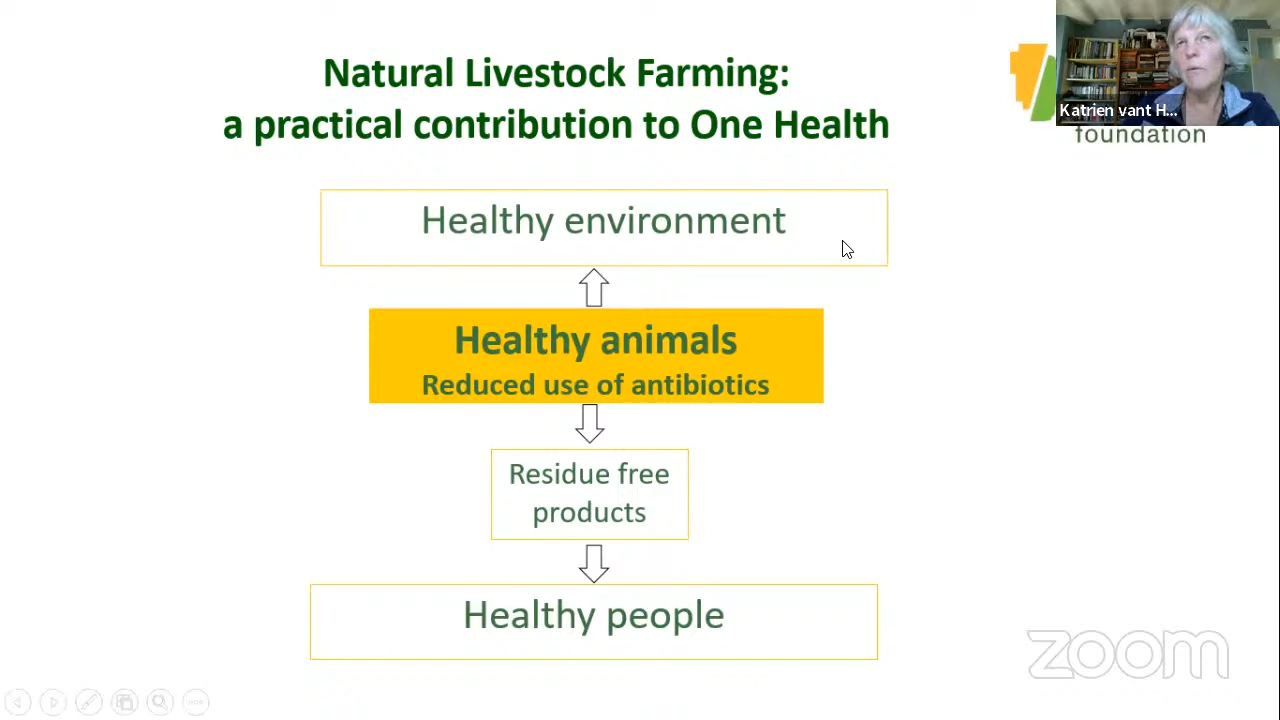 Natural Livestock Farming:
a practical contribution to One Health
Katrien vant H...
foundation
Healthy environment
Healthy animals
Reduced use of antibiotics
Residue free
products
Healthy people
zoom